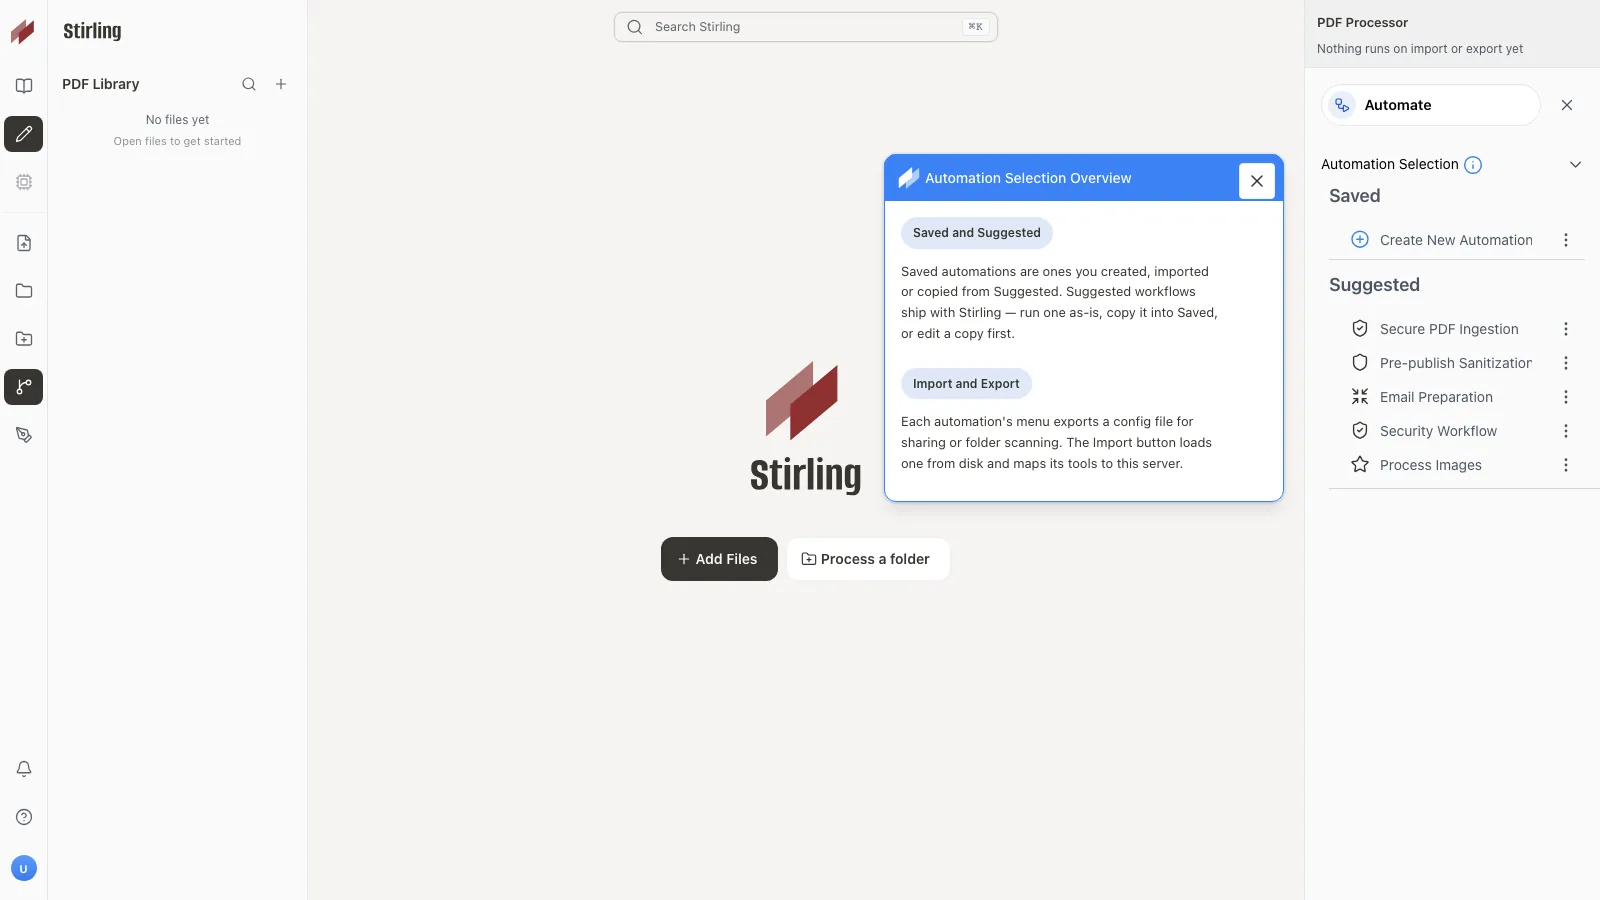 Stirling
PDF Library
No files yet
Open files to get started
U
Search Stirling
⌘K
Automation Selection Overview
Saved and Suggested
Saved automations are ones you created, imported
or copied from Suggested. Suggested workflows
ship with Stirling — run one as-is, copy it into Saved,
or edit a copy first.
Import and Export
Each automation's menu exports a config file for
sharing or folder scanning. The Import button loads
one from disk and maps its tools to this server.
Stirling
Add Files
Process a folder
PDF Processor
Nothing runs on import or export yet
Automate
Automation Selection
Saved
Create New Automation
Suggested
Secure PDF Ingestion
Pre-publish Sanitization
Email Preparation
Security Workflow
Process Images